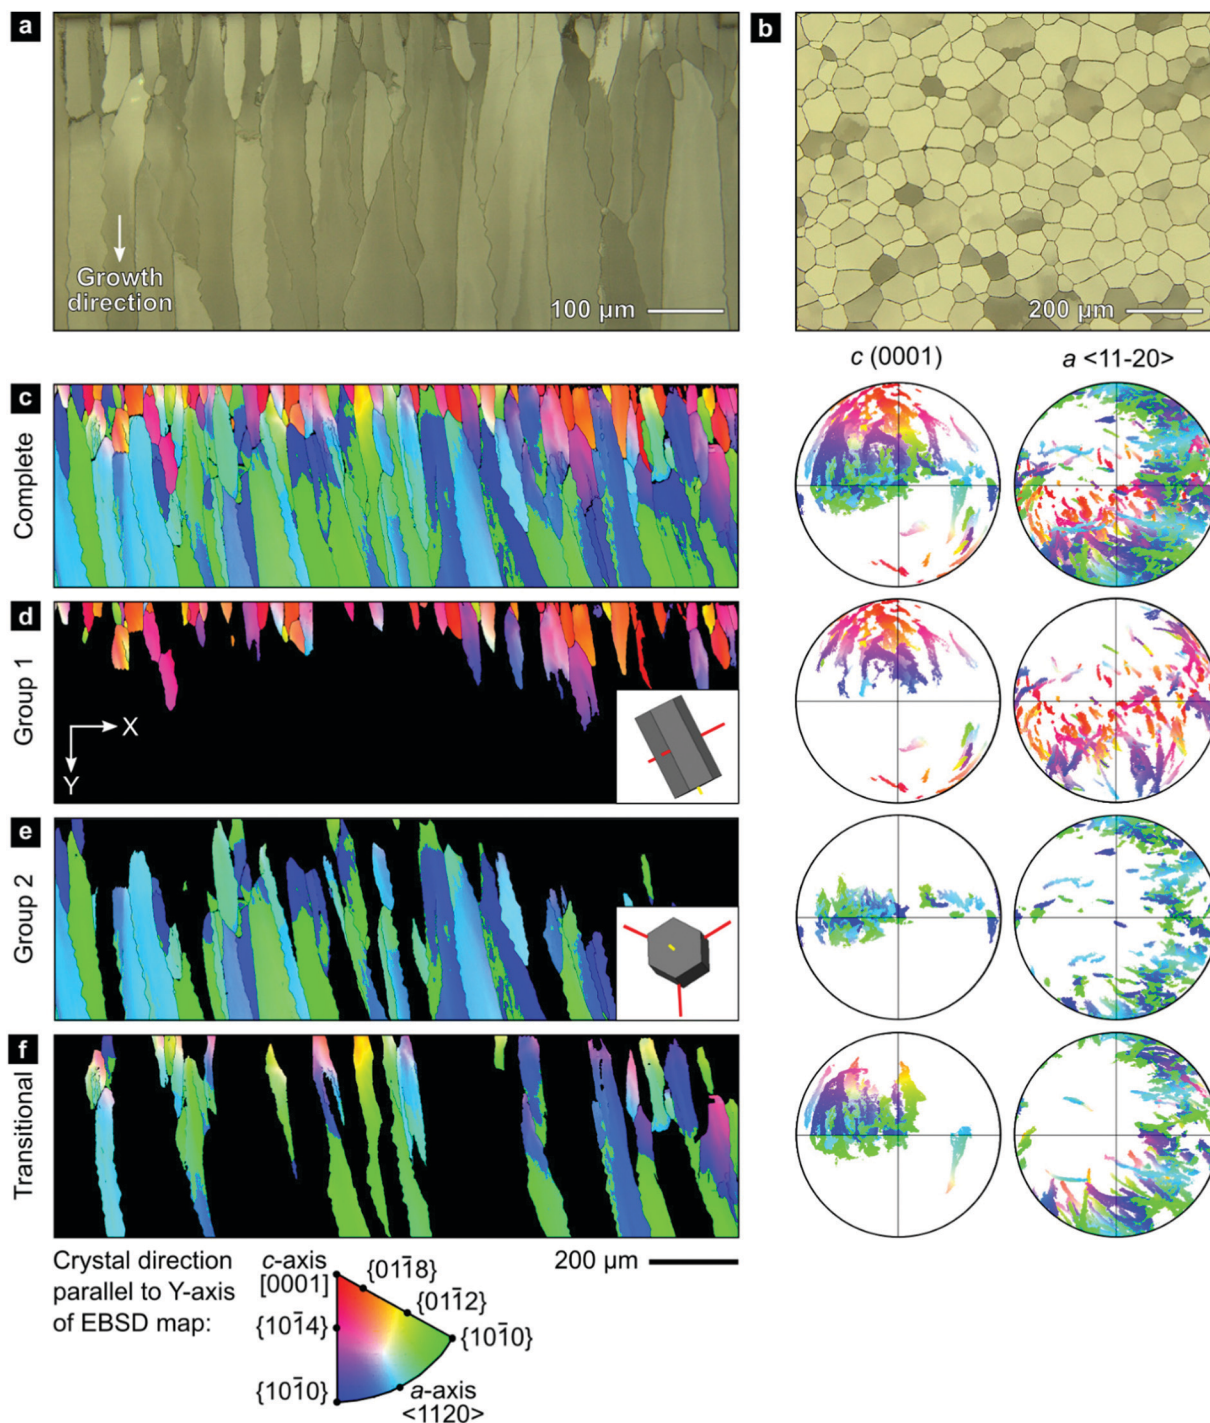 a
b
Growth
direction
100 µm
200 µm
c (0001)
a <11-20>
c
Complete
d
Group 1
X
Y
e
Group 2
f
Transitional
Crystal direction
parallel to Y-axis
of EBSD map:
200 µm
c-axis
[0001]
{011̄8}
{011̄2}
{101̄4}
{101̄0}
{101̄0}
a-axis
<1120>